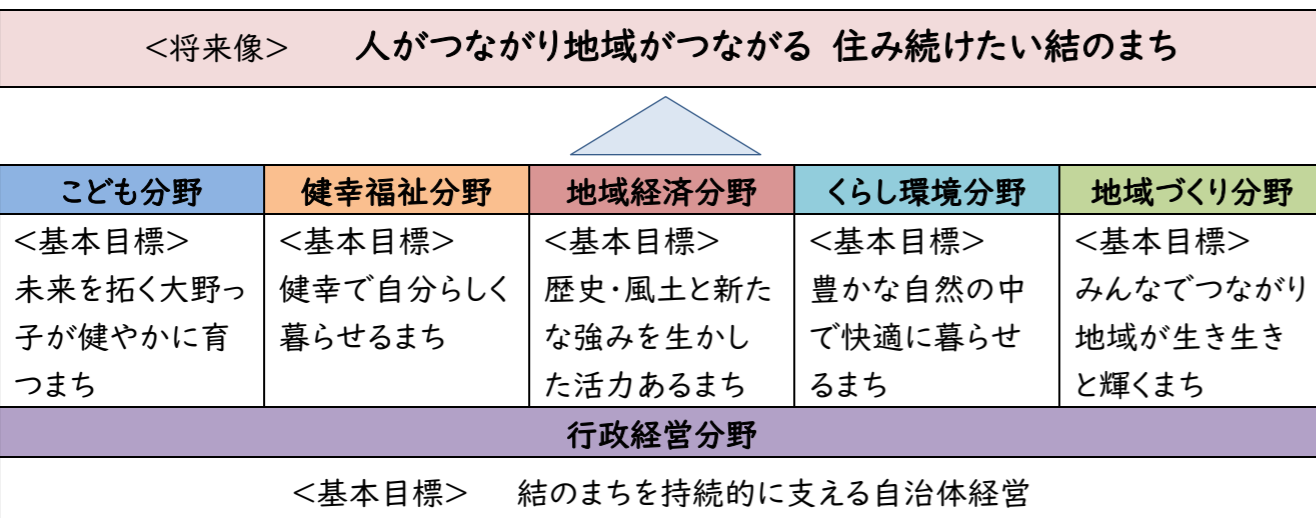 <将来像> 人がつながり地域がつながる 住み続けたい結のまち
こども分野
<基本目標>
未来を拓く大野っ
子が健やかに育
つまち
健幸福祉分野
<基本目標>
健幸で自分らしく
暮らせるまち
地域経済分野
<基本目標>
歴史・風土と新た
な強みを生かし
た活力あるまち
くらし環境分野
<基本目標>
豊かな自然の中
で快適に暮らせ
るまち
地域づくり分野
<基本目標>
みんなでつながり
地域が生き生き
と輝くまち
行政経営分野
<基本目標> 結のまちを持続的に支える自治体経営